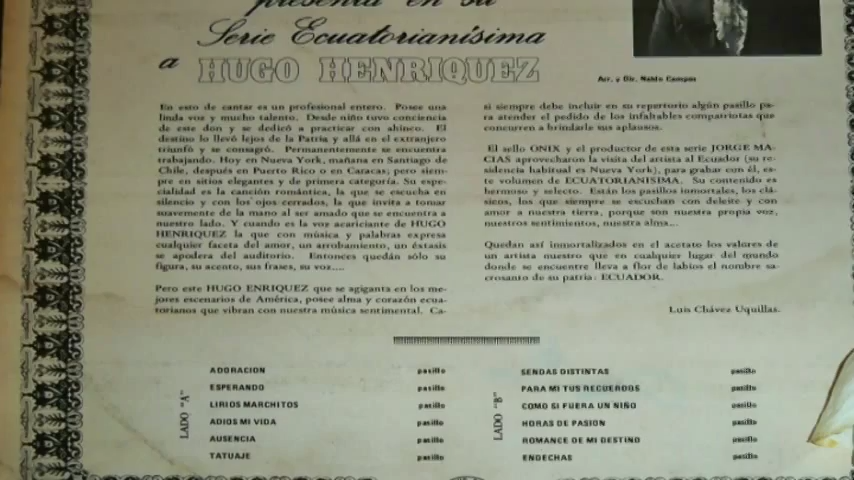 presenta en su
Serie Ecuatorianísima
a HUGO HENRIQUEZ
Arr. y Dir. Naldo Campos
En esto de cantar es un profesional entero. Posee una
linda voz y mucho talento. Desde niño tuvo conciencia
de este don y se dedicó a practicar con ahínco. El
destino lo llevó lejos de la Patria y allá en el extranjero
triunfó y se consagró. Permanentemente se encuentra
trabajando. Hoy en Nueva York, mañana en Santiago de
Chile, después en Puerto Rico o en Caracas; pero siem-
pre en sitios elegantes y de primera categoría. Su espe-
cialidad es la canción romántica, la que se escucha en
silencio y con los ojos cerrados, la que invita a tomar
suavemente de la mano al ser amado que se encuentra a
nuestro lado. Y cuando es la voz acariciante de HUGO
HENRIQUEZ la que con música y palabras expresa
cualquier faceta del amor, un arrobamiento, un éxtasis
se apodera del auditorio. Entonces quedán sólo su
figura, su acento, sus frases, su voz....
Pero este HUGO ENRIQUEZ que se agiganta en los me-
jores escenarios de América, posee alma y corazón ecua-
torianos que vibran con nuestra música sentimental. Ca-
si siempre debe incluir en su repertorio algún pasillo pa-
ra atender el pedido de los infaltables compatriotas que
concurren a brindarle sus aplausos.
El sello ONIX y el productor de esta serie JORGE MA-
CIAS aprovecharon la visita del artista al Ecuador (su re-
sidencia habitual es Nueva York), para grabar con él, es-
te volumen de ECUATORIANISIMA. Su contenido es
hermoso y selecto. Están los pasillos inmortales, los clá-
sicos, los que siempre se escuchan con deleite y con
amor a nuestra tierra, porque son nuestra propia voz,
nuestros sentimientos, nuestra alma...
Quedan así inmortalizados en el acetato los valores de
un artista nuestro que en cualquier lugar del mundo
donde se encuentre lleva a flor de labios el nombre sa-
crosanto de su patria: ECUADOR.
Luis Chávez Uquillas.
LADO "A"
ADORACION pasillo
ESPERANDO pasillo
LIRIOS MARCHITOS pasillo
ADIOS MI VIDA pasillo
AUSENCIA pasillo
TATUAJE pasillo
LADO "B"
SENDAS DISTINTAS pasillo
PARA MI TUS RECUERDOS pasillo
COMO SI FUERA UN NIÑO pasillo
HORAS DE PASION pasillo
ROMANCE DE MI DESTINO pasillo
ENDECHAS pasillo